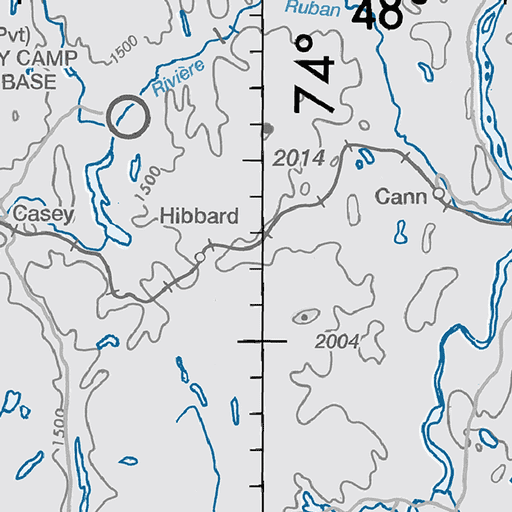 Ruban
48°
74°
Pvt)
Y CAMP
BASE
1500
Rivière
2014
1500
Casey
Hibbard
Cann
2004
1500